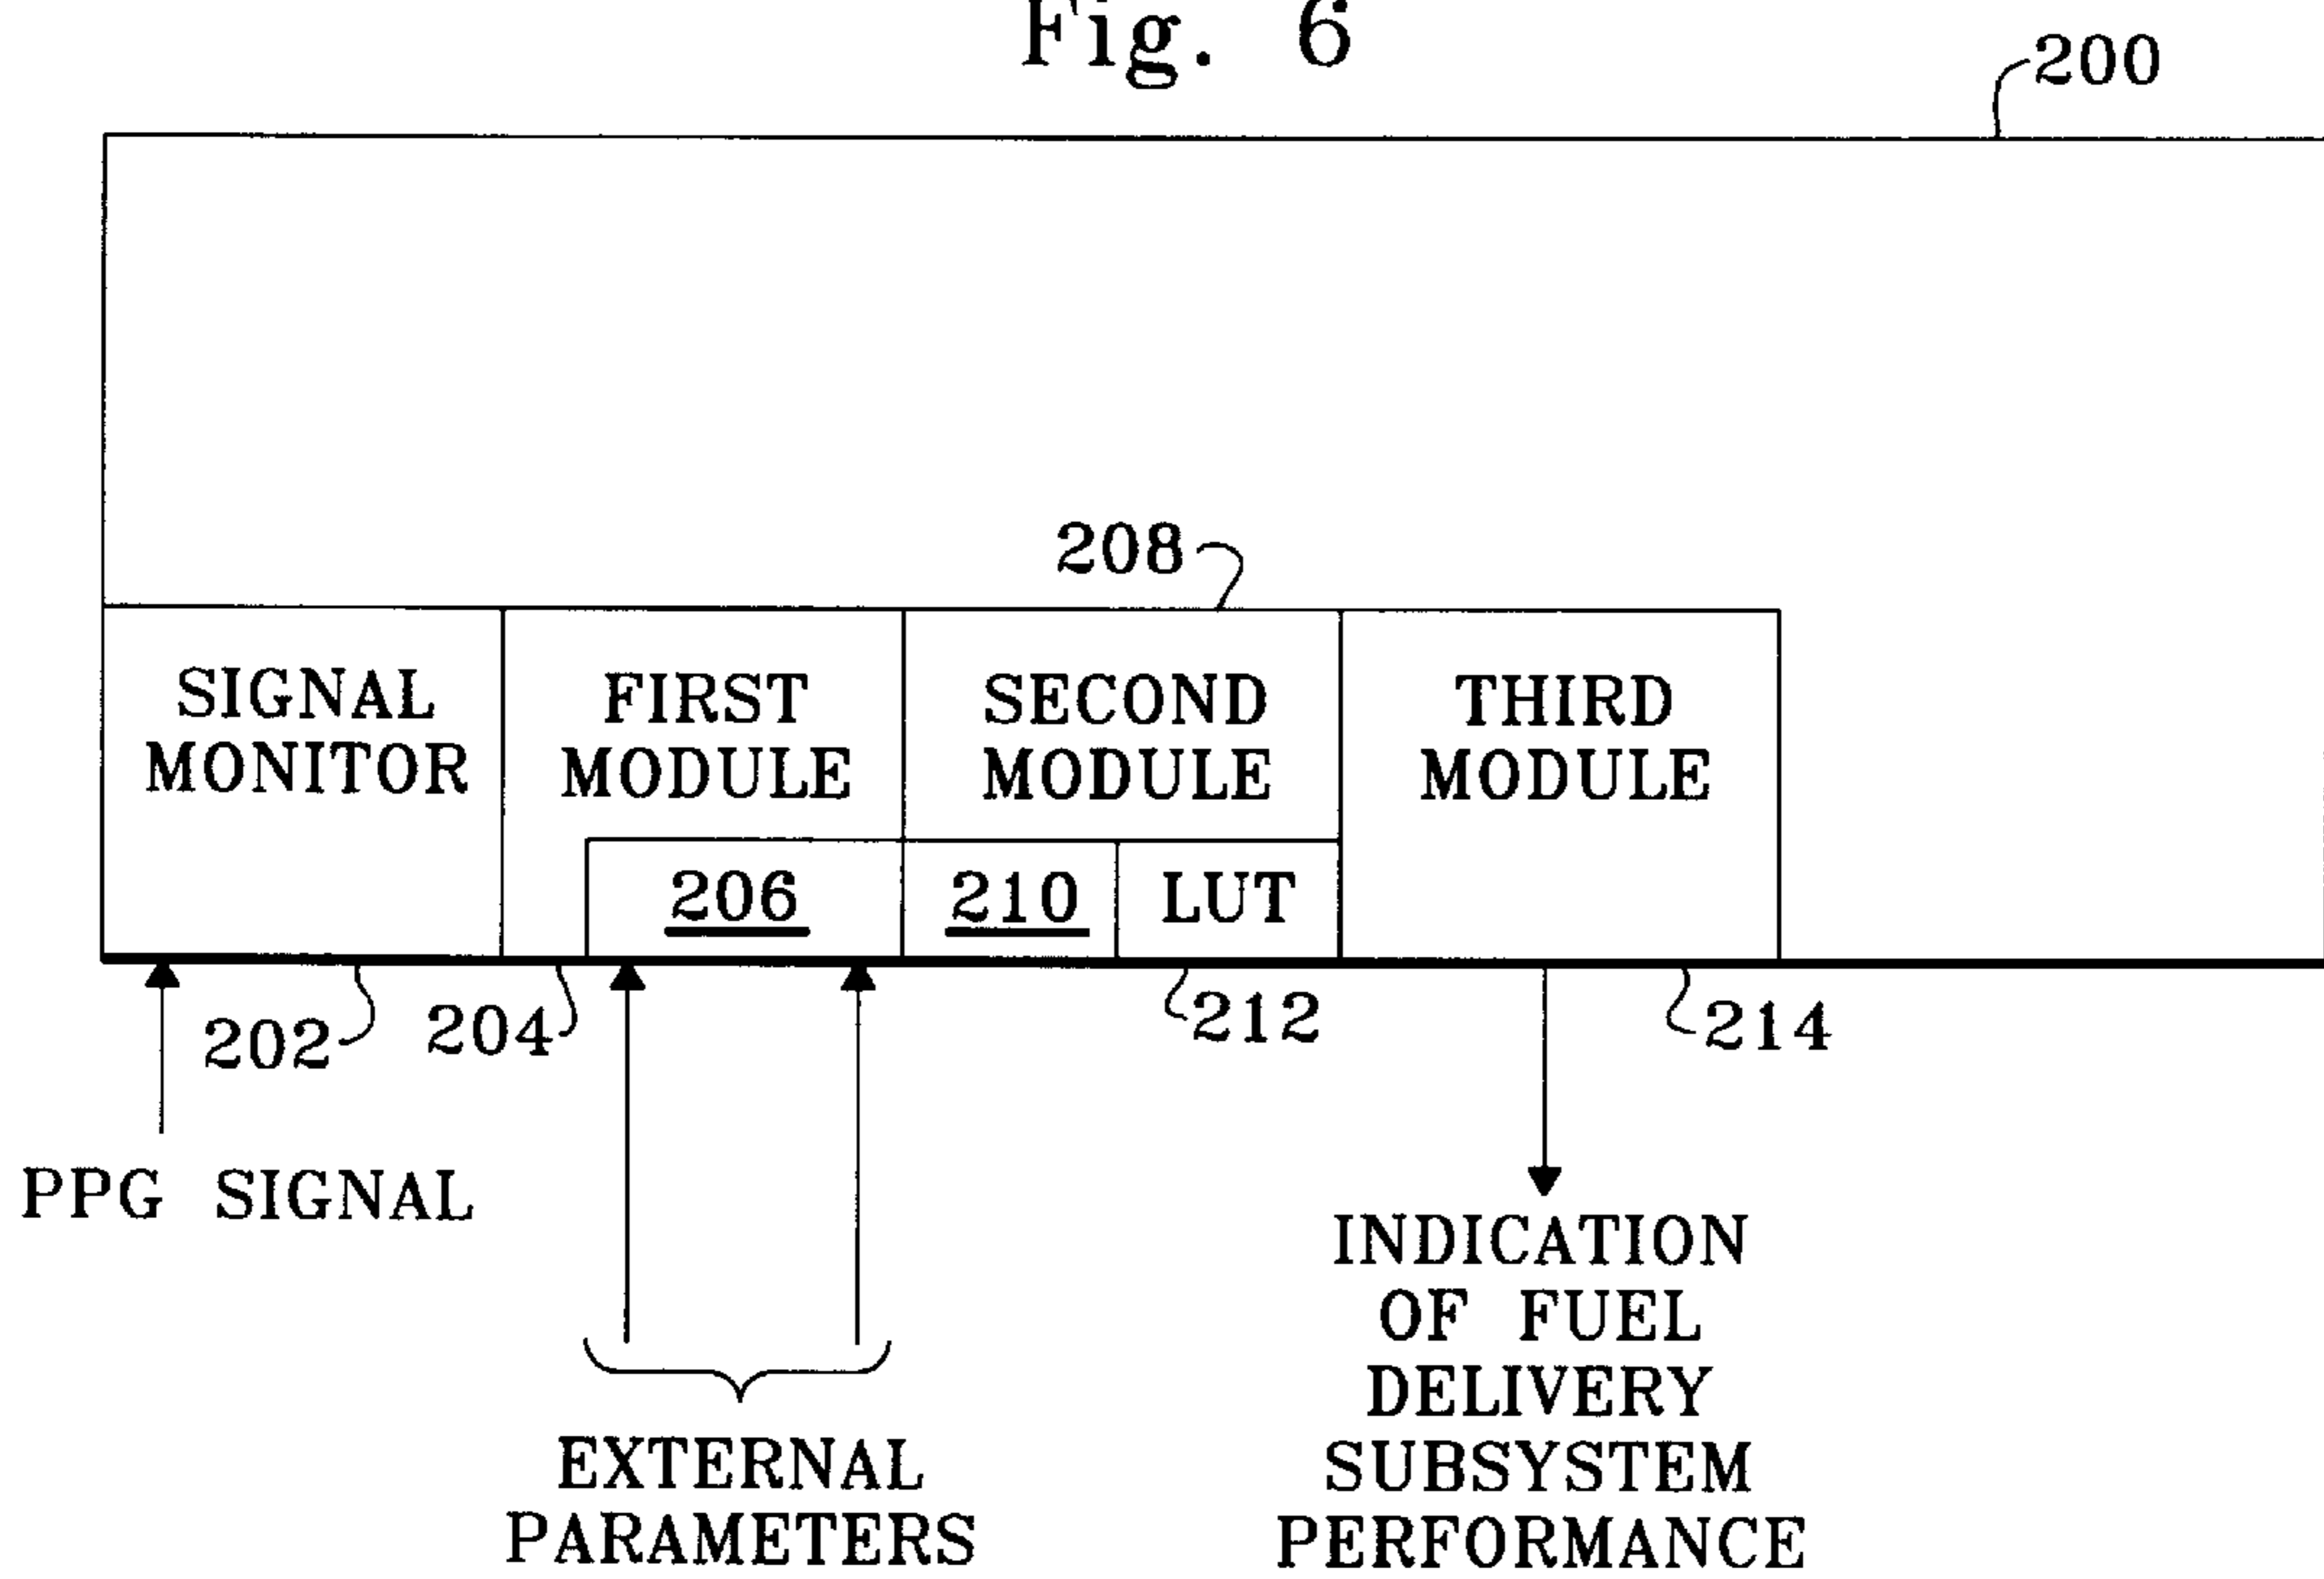 Fig. 6
200
208
SIGNAL
MONITOR
FIRST
MODULE
SECOND
MODULE
THIRD
MODULE
206
210
LUT
202
204
212
214
PPG SIGNAL
EXTERNAL
PARAMETERS
INDICATION
OF FUEL
DELIVERY
SUBSYSTEM
PERFORMANCE